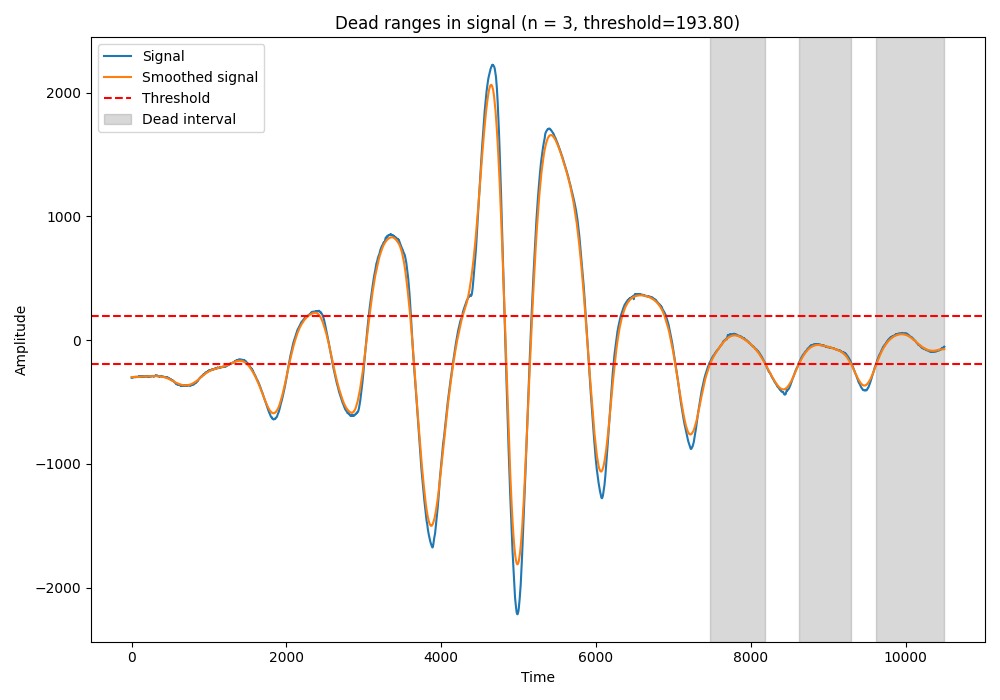 Dead ranges in signal (n = 3, threshold=193.80)
Signal
Smoothed signal
Threshold
Dead interval
Amplitude
2000
1000
0
−1000
−2000
0 2000 4000 6000 8000 10000
Time